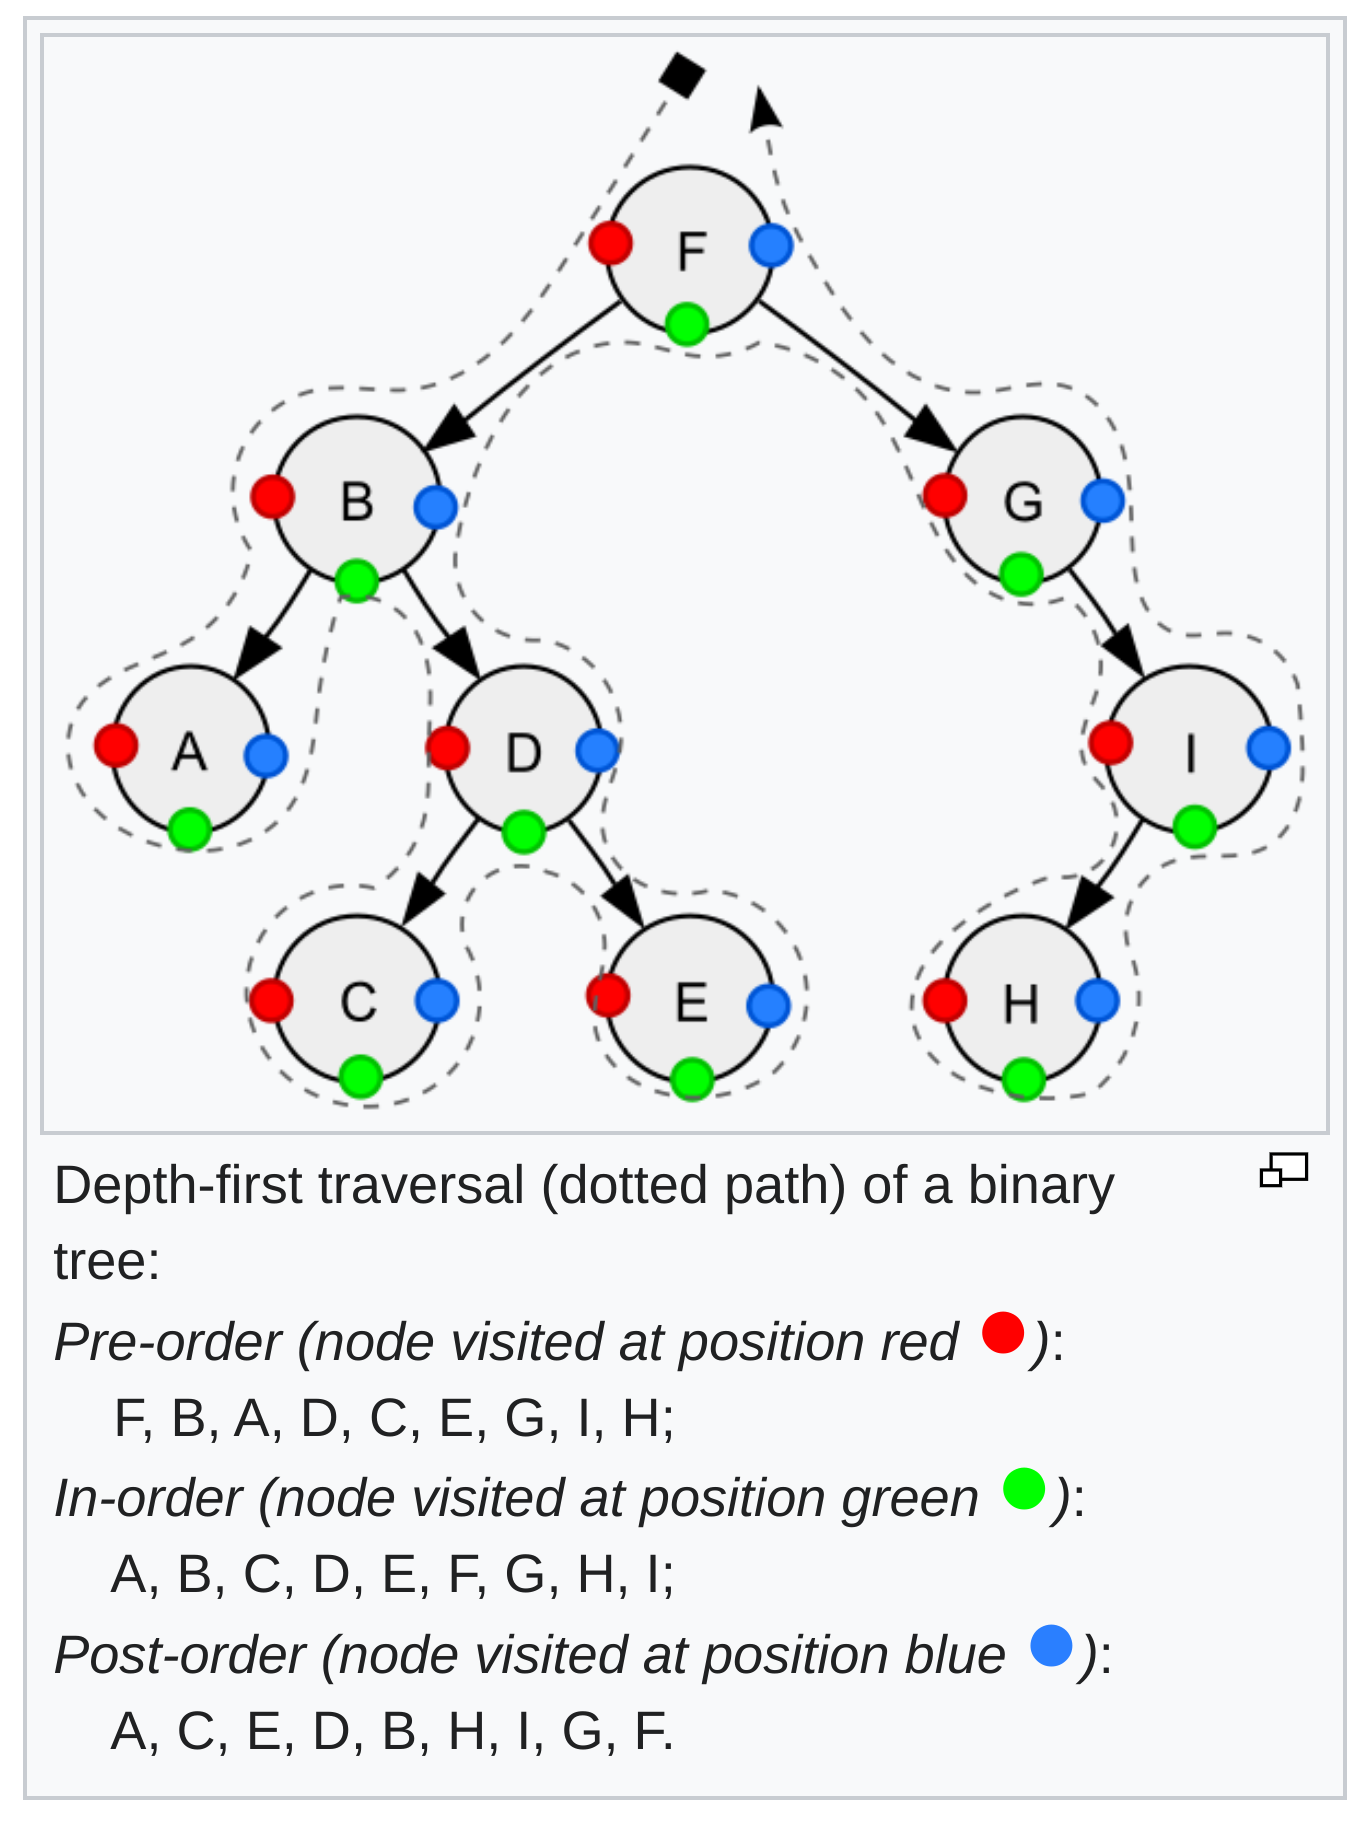 F
B
G
A
D
I
C
E
H
Depth-first traversal (dotted path) of a binary
tree:
Pre-order (node visited at position red ):
F, B, A, D, C, E, G, I, H;
In-order (node visited at position green ):
A, B, C, D, E, F, G, H, I;
Post-order (node visited at position blue ):
A, C, E, D, B, H, I, G, F.